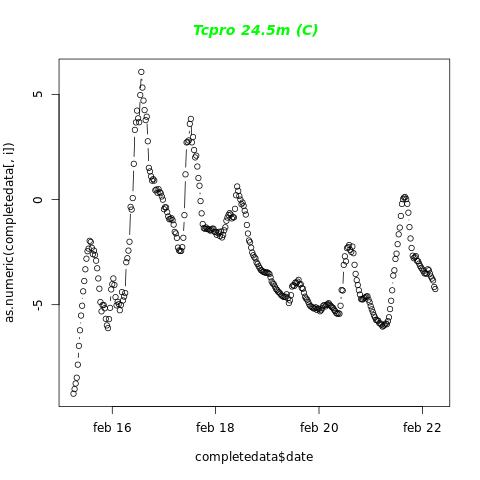 Tcpro 24.5m (C)
as.numeric(completedata[, i])
5
0
-5
feb 16
feb 18
feb 20
feb 22
completedata$date